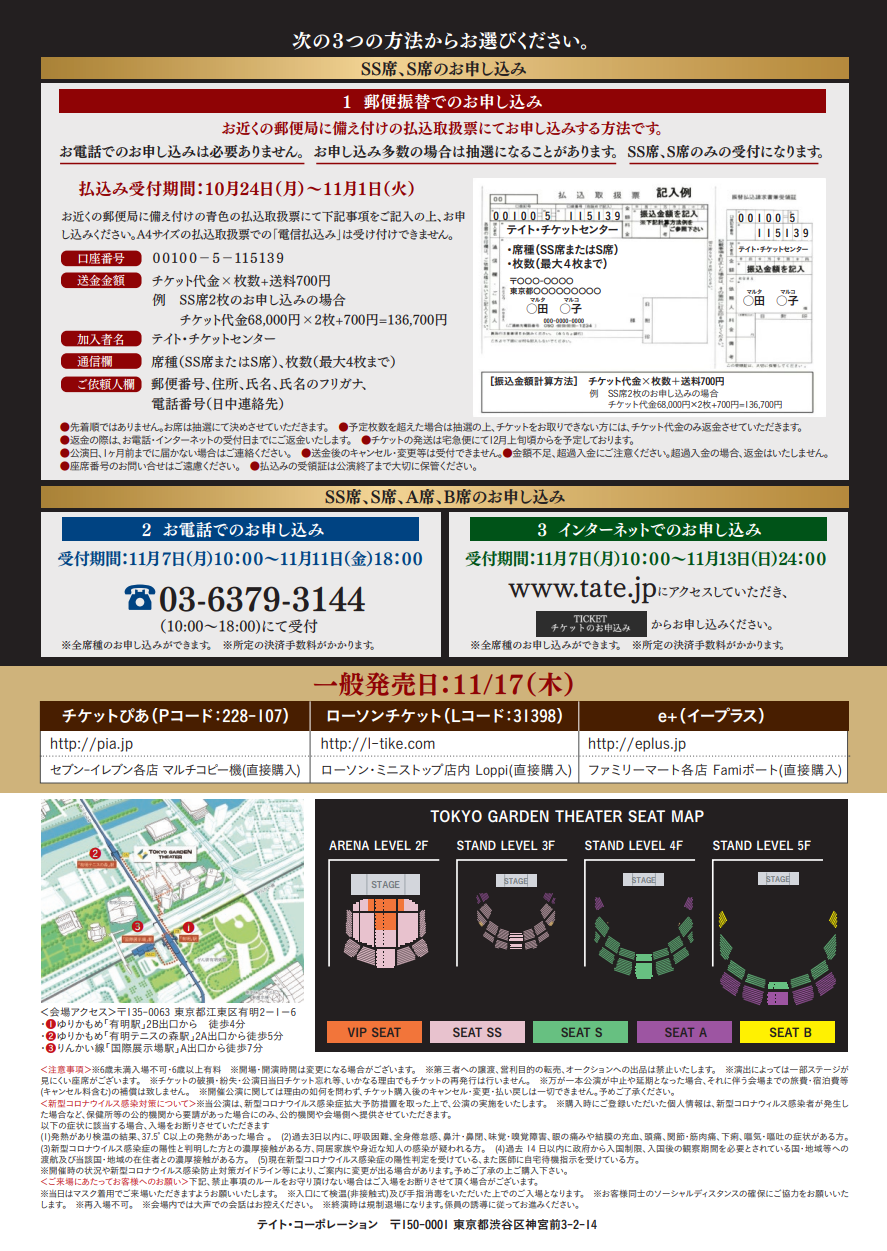 次の3つの方法からお選びください。
SS席、S席のお申し込み
1 郵便振替でのお申し込み
お近くの郵便局に備え付けの払込取扱票にてお申し込みする方法です。
お電話でのお申し込みは必要ありません。 お申し込み多数の場合は抽選になることがあります。 SS席、S席のみの受付になります。
払込み受付期間:10月24日(月)〜11月1日(火)
お近くの郵便局に備え付けの青色の払込取扱票にて下記事項をご記入の上、お申
し込みください。A4サイズの払込取扱票での「電信払込み」は受け付けできません。
口座番号 00100-5-115139
送金金額 チケット代金×枚数+送料700円
例 SS席2枚のお申し込みの場合
チケット代金68,000円×2枚+700円=136,700円
加入者名 テイト・チケットセンター
通信欄 席種(SS席またはS席)、枚数(最大4枚まで)
ご依頼人欄 郵便番号、住所、氏名、氏名のフリガナ、
電話番号(日中連絡先)
払込取扱票 記入例
00
00100 5 115139
振込金額を記入
※下記計算方法例を
ご参照下さい
テイト・チケットセンター
・席種(SS席またはS席)
・枚数(最大4枚まで)
〒○○○-○○○○
東京都○○○○○○○○○
マルタ マルコ
○田 ○子
000-0000-0000
振替払込請求書兼受領証
00100 5
115139
テイト・チケットセンター
振込金額を記入
マルタ マルコ
○田 ○子
[振込金額計算方法] チケット代金×枚数+送料700円
例 SS席2枚のお申し込みの場合
チケット代金68,000円×2枚+700円=136,700円
●先着順ではありません。お席は抽選にて決めさせていただきます。 ●予定枚数を超えた場合は抽選の上、チケットをお取りできない方には、チケット代金のみ返金させていただきます。
●返金の際は、お電話・インターネットの受付日までにご返金いたします。 ●チケットの発送は宅急便にて12月上旬頃からを予定しております。
●公演日、1ヶ月前までに届かない場合はご連絡ください。 ●送金後のキャンセル・変更等は受付できません。●金額不足、超過入金にご注意ください。超過入金の場合、返金はいたしません。
●座席番号のお問い合せはご遠慮ください。 ●払込みの受領証は公演終了まで大切に保管ください。
SS席、S席、A席、B席のお申し込み
2 お電話でのお申し込み
受付期間:11月7日(月)10:00〜11月11日(金)18:00
☎03-6379-3144
(10:00〜18:00)にて受付
※全席種のお申し込みができます。 ※所定の決済手数料がかかります。
3 インターネットでのお申し込み
受付期間:11月7日(月)10:00〜11月13日(日)24:00
www.tate.jpにアクセスしていただき、
TICKET
チケットのお申込み からお申し込みください。
※全席種のお申し込みができます。 ※所定の決済手数料がかかります。
一般発売日:11/17(木)
チケットぴあ(Pコード:228-107) ローソンチケット(Lコード:31398) e+(イープラス)
http://pia.jp http://l-tike.com http://eplus.jp
セブン-イレブン各店 マルチコピー機(直接購入) ローソン・ミニストップ店内 Loppi(直接購入) ファミリーマート各店 Famiポート(直接購入)
TOKYO GARDEN THEATER
2
3
1
<会場アクセス>〒135-0063 東京都江東区有明2-1-6
・1ゆりかもめ「有明駅」2B出口から 徒歩4分
・2ゆりかもめ「有明テニスの森駅」2A出口から徒歩5分
・3りんかい線「国際展示場駅」A出口から徒歩7分
TOKYO GARDEN THEATER SEAT MAP
ARENA LEVEL 2F STAND LEVEL 3F STAND LEVEL 4F STAND LEVEL 5F
STAGE STAGE STAGE STAGE
VIP SEAT SEAT SS SEAT S SEAT A SEAT B
<注意事項>※6歳未満入場不可・6歳以上有料 ※開場・開演時間は変更になる場合がございます。 ※第三者への譲渡、営利目的の転売、オークションへの出品は禁止いたします。 ※演出によっては一部ステージが
見にくい座席がございます。 ※チケットの破損・紛失・公演日当日チケット忘れ等、いかなる理由でもチケットの再発行は行いません。 ※万が一本公演が中止や延期となった場合、それに伴う会場までの旅費・宿泊費等
(キャンセル料含む)の補償は致しません。 ※開催公演に関しては理由の如何を問わず、チケット購入後のキャンセル・変更・払い戻しは一切できません。予めご了承ください。
<新型コロナウイルス感染対策について>※当公演は、新型コロナウイルス感染症拡大予防措置を取った上で、公演の実施をいたします。 ※購入時にご登録いただいた個人情報は、新型コロナウィルス感染者が発生し
た場合など、保健所等の公的機関から要請があった場合にのみ、公的機関や会場側へ提供させていただきます。
以下の症状に該当する場合、入場をお断りさせていただきます
(1)発熱があり検温の結果、37.5°C以上の発熱があった場合 。 (2)過去3日以内に、呼吸困難、全身倦怠感、鼻汁・鼻閉、味覚・嗅覚障害、眼の痛みや結膜の充血、頭痛、関節・筋肉痛、下痢、嘔気・嘔吐の症状がある方。
(3)新型コロナウイルス感染症の陽性と判明した方との濃厚接触がある方、同居家族や身近な知人の感染が疑われる方。 (4)過去 14 日以内に政府から入国制限、入国後の観察期間を必要とされている国・地域等への
渡航及び当該国・地域の在住者との濃厚接触がある方。 (5)現在新型コロナウイルス感染症の陽性判定を受けている、また医師に自宅待機指示を受けている方。
※開催時の状況や新型コロナウイルス感染防止対策ガイドライン等により、ご案内に変更が出る場合があります。予めご了承の上ご購入下さい。
<ご来場にあたってお客様へのお願い>下記、禁止事項のルールをお守り頂けない場合はご入場をお断りさせて頂く場合がございます。
※当日はマスク着用でご来場いただきますようお願いいたします。 ※入口にて検温(非接触式)及び手指消毒をいただいた上でのご入場となります。 ※お客様同士のソーシャルディスタンスの確保にご協力をお願いいた
します。 ※再入場不可。 ※会場内では大声での会話はお控えください。 ※終演時は規制退場になります。係員の誘導に従ってお進みください。
テイト・コーポレーション 〒150-0001 東京都渋谷区神宮前3-2-14